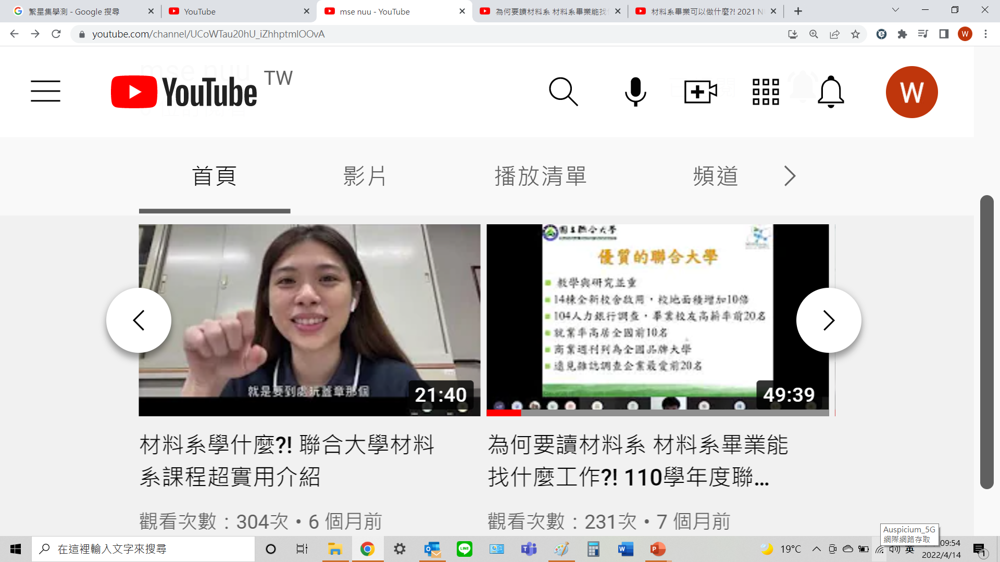 繁星集學測 - Google 搜尋
YouTube
mse nuu - YouTube
為何要讀材料系 材料系畢業能找
材料系畢業可以做什麼?! 2021 N
youtube.com/channel/UCoWTau20hU_iZhhptmlOOvA
W
YouTube TW
W
首頁
影片
播放清單
頻道
就是要到處玩蓋章那個
21:40
國立聯合大學
優質的聯合大學
教學與研究並重
14棟全新校舍啟用，校地面積增加10倍
104人力銀行調查，畢業校友高薪率前20名
就業率高居全國前10名
商業週刊列為全國品牌大學
遠見雜誌調查企業最愛前20名
49:39
材料系學什麼?! 聯合大學材料
系課程超實用介紹
觀看次數：304次 • 6 個月前
為何要讀材料系 材料系畢業能
找什麼工作?! 110學年度聯...
觀看次數：231次 • 7 個月前
Auspicium_5G
網際網路存取
在這裡輸入文字來搜尋
LINE
19°C
英
09:54
2022/4/14
1